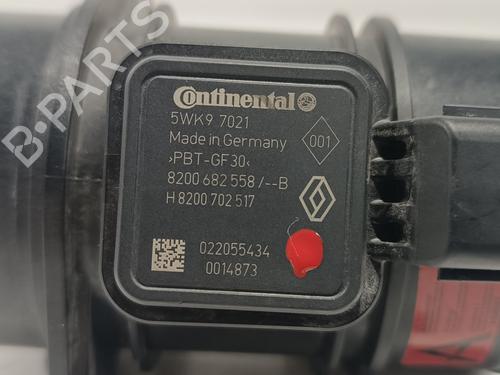 B-PARTS
Continental
5WK9 7021
Made in Germany
001
›PBT-GF30‹
8200 682 558 /--B
H 8200 702 517
022055434
0014873